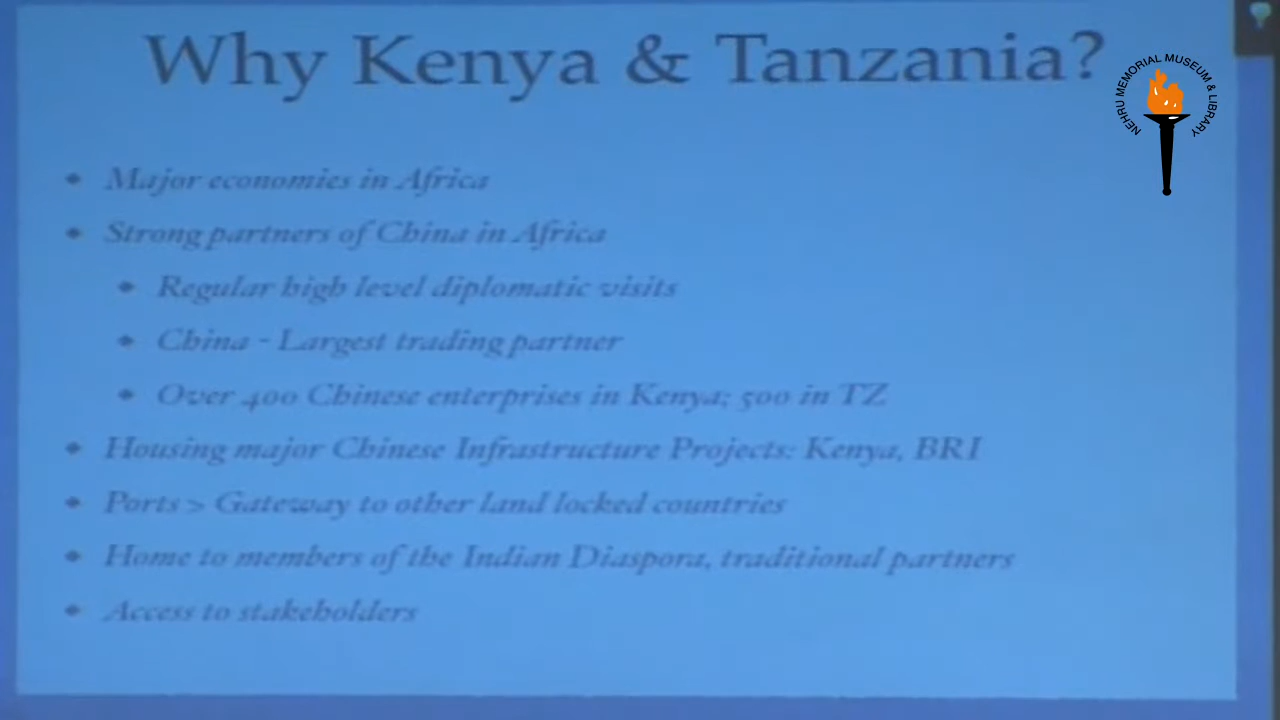 Why Kenya & Tanzania?
NEHRU MEMORIAL MUSEUM & LIBRARY
Major economies in Africa
Strong partners of China in Africa
Regular high level diplomatic visits
China - Largest trading partner
Over 400 Chinese enterprises in Kenya; 500 in TZ
Housing major Chinese Infrastructure Projects: Kenya, BRI
Ports > Gateway to other land locked countries
Home to members of the Indian Diaspora, traditional partners
Access to stakeholders